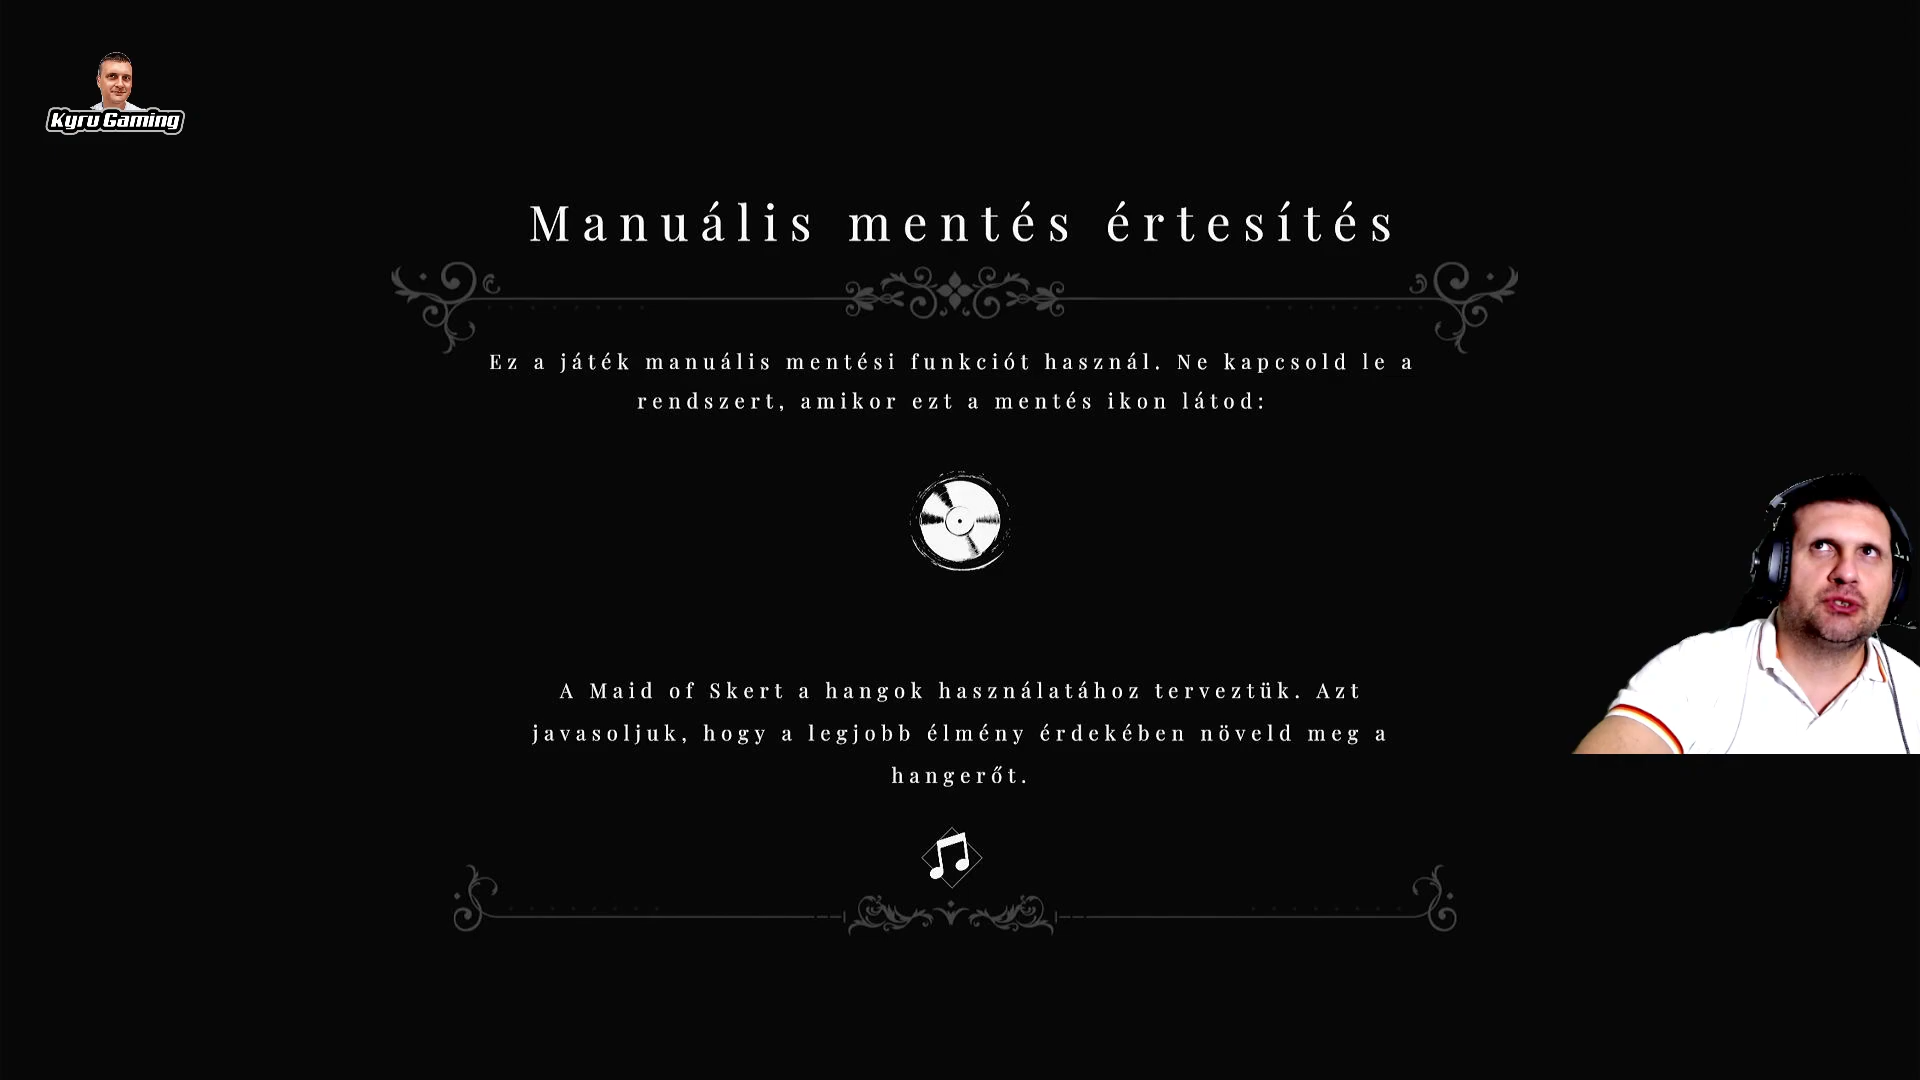 Kyru Gaming
Manuális mentés értesítés
Ez a játék manuális mentési funkciót használ. Ne kapcsold le a
rendszert, amikor ezt a mentés ikon látod:
A Maid of Skert a hangok használatához terveztük. Azt
javasoljuk, hogy a legjobb élmény érdekében növeld meg a
hangerőt.